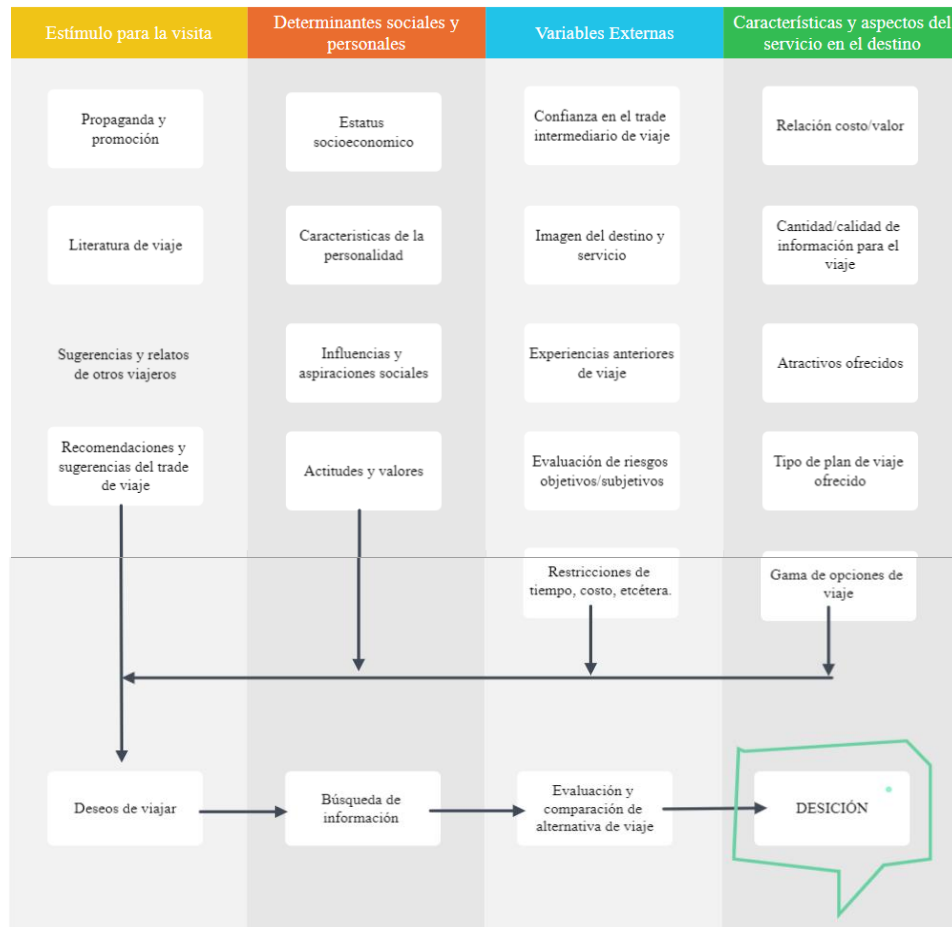 Estímulo para la visita
Determinantes sociales y
personales
Variables Externas
Características y aspectos del
servicio en el destino
Propaganda y
promoción
Estatus
socioeconomico
Confianza en el trade
intermediario de viaje
Relación costo/valor
Literatura de viaje
Caracteristicas de la
personalidad
Imagen del destino y
servicio
Cantidad/calidad de
información para el
viaje
Sugerencias y relatos
de otros viajeros
Influencias y
aspiraciones sociales
Experiencias anteriores
de viaje
Atractivos ofrecidos
Recomendaciones y
sugerencias del trade
de viaje
Actitudes y valores
Evaluación de riesgos
objetivos/subjetivos
Tipo de plan de viaje
ofrecido
Restricciones de
tiempo, costo, etcétera.
Gama de opciones de
viaje
Deseos de viajar
Búsqueda de
información
Evaluación y
comparación de
alternativa de viaje
DESICIÓN